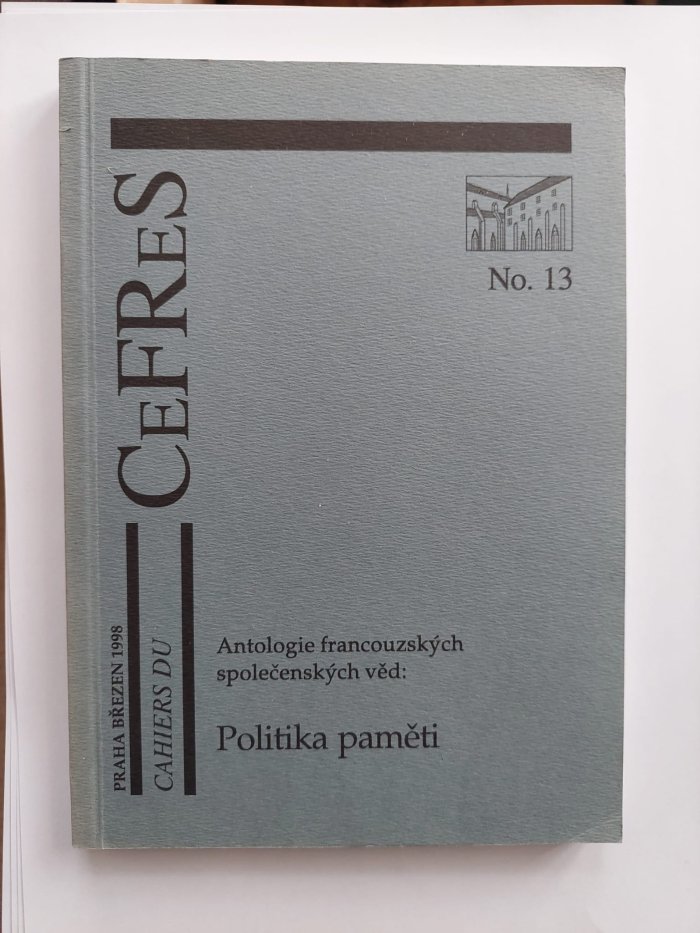 PRAHA BŘEZEN 1998
CAHIERS DU
CEFRES
No. 13
Antologie francouzských
společenských věd:
Politika paměti